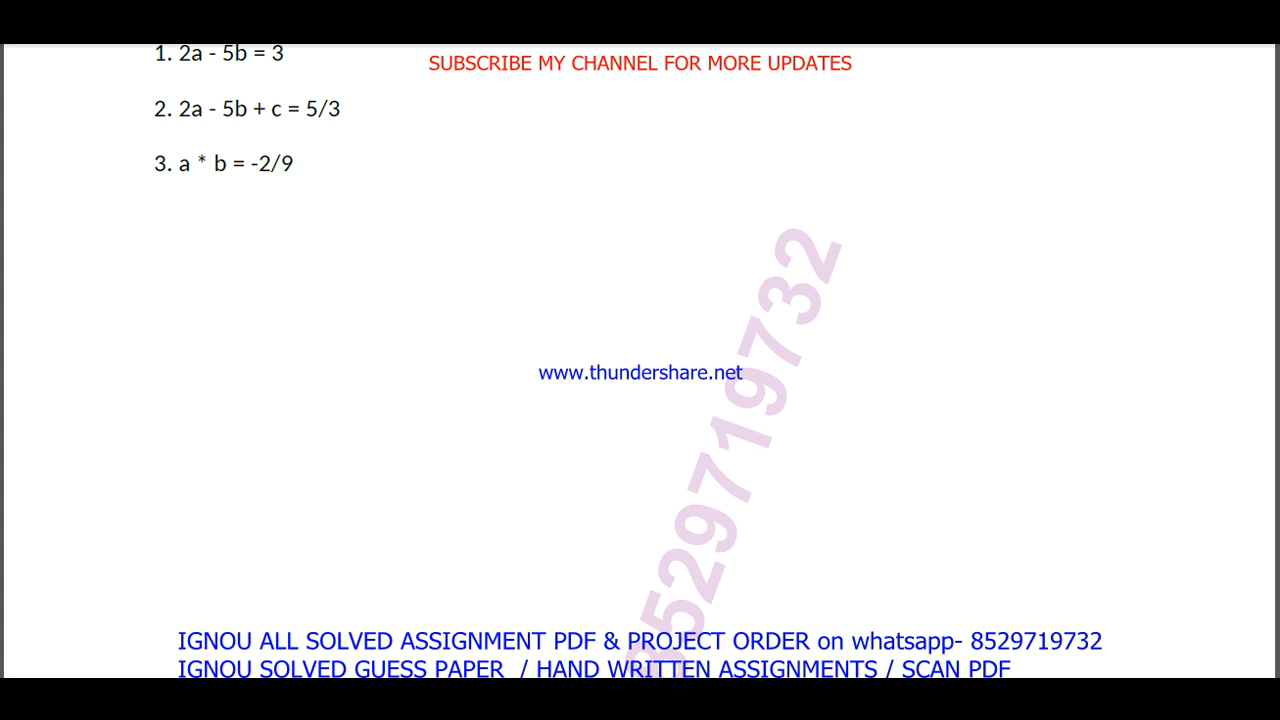 1. 2a - 5b = 3
SUBSCRIBE MY CHANNEL FOR MORE UPDATES
2. 2a - 5b + c = 5/3
3. a * b = -2/9
8529719732
www.thundershare.net
IGNOU ALL SOLVED ASSIGNMENT PDF & PROJECT ORDER on whatsapp- 8529719732
IGNOU SOLVED GUESS PAPER / HAND WRITTEN ASSIGNMENTS / SCAN PDF